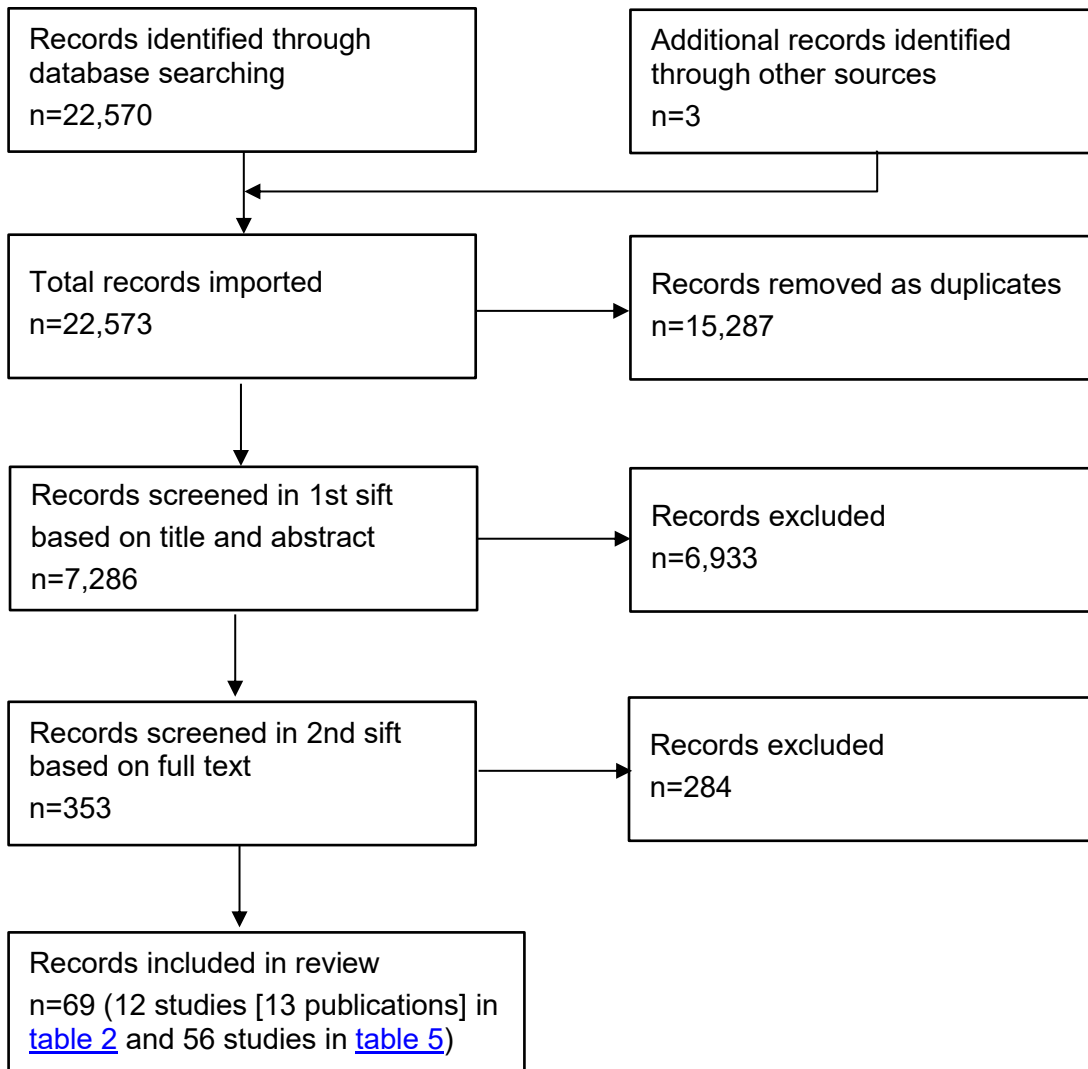 Records identified through
database searching
n=22,570
Additional records identified
through other sources
n=3
Total records imported
n=22,573
Records removed as duplicates
n=15,287
Records screened in 1st sift
based on title and abstract
n=7,286
Records excluded
n=6,933
Records screened in 2nd sift
based on full text
n=353
Records excluded
n=284
Records included in review
n=69 (12 studies [13 publications] in
table 2 and 56 studies in table 5)